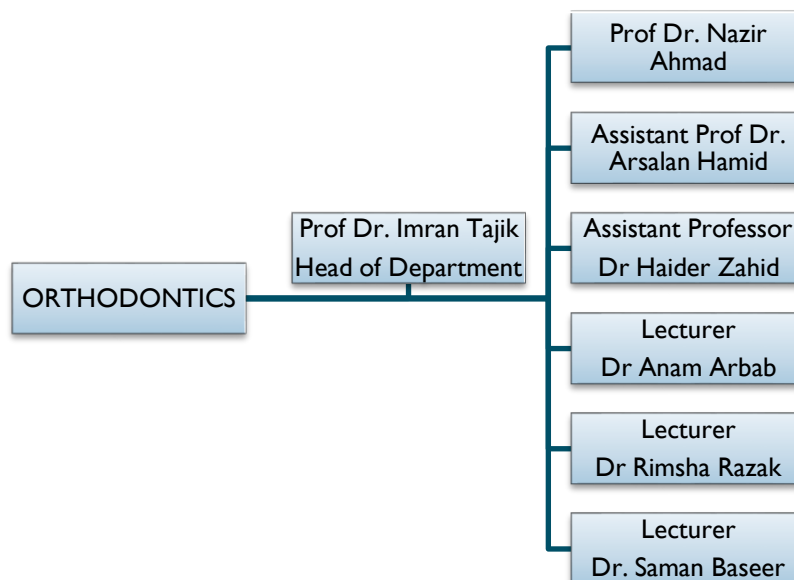 ORTHODONTICS
Prof Dr. Imran Tajik
Head of Department
Prof Dr. Nazir
Ahmad
Assistant Prof Dr.
Arsalan Hamid
Assistant Professor
Dr Haider Zahid
Lecturer
Dr Anam Arbab
Lecturer
Dr Rimsha Razak
Lecturer
Dr. Saman Baseer